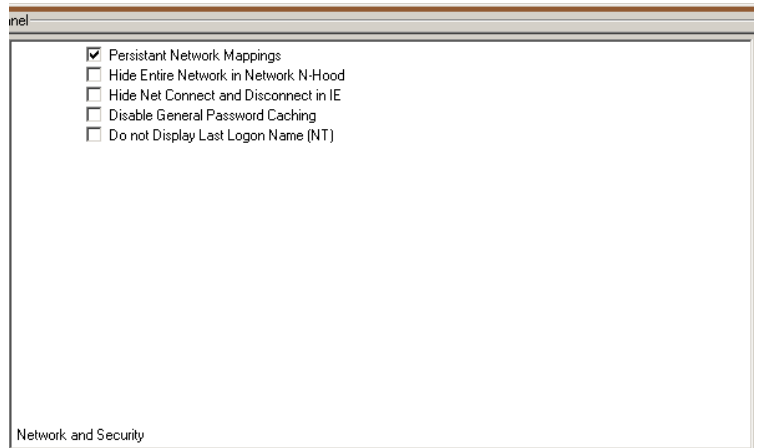 nnel
Persistant Network Mappings
Hide Entire Network in Network N-Hood
Hide Net Connect and Disconnect in IE
Disable General Password Caching
Do not Display Last Logon Name (NT)
Network and Security